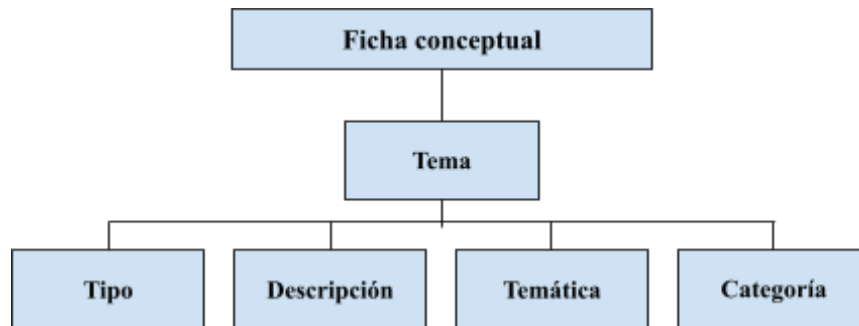 Ficha conceptual
Tema
Tipo
Descripción
Temática
Categoría